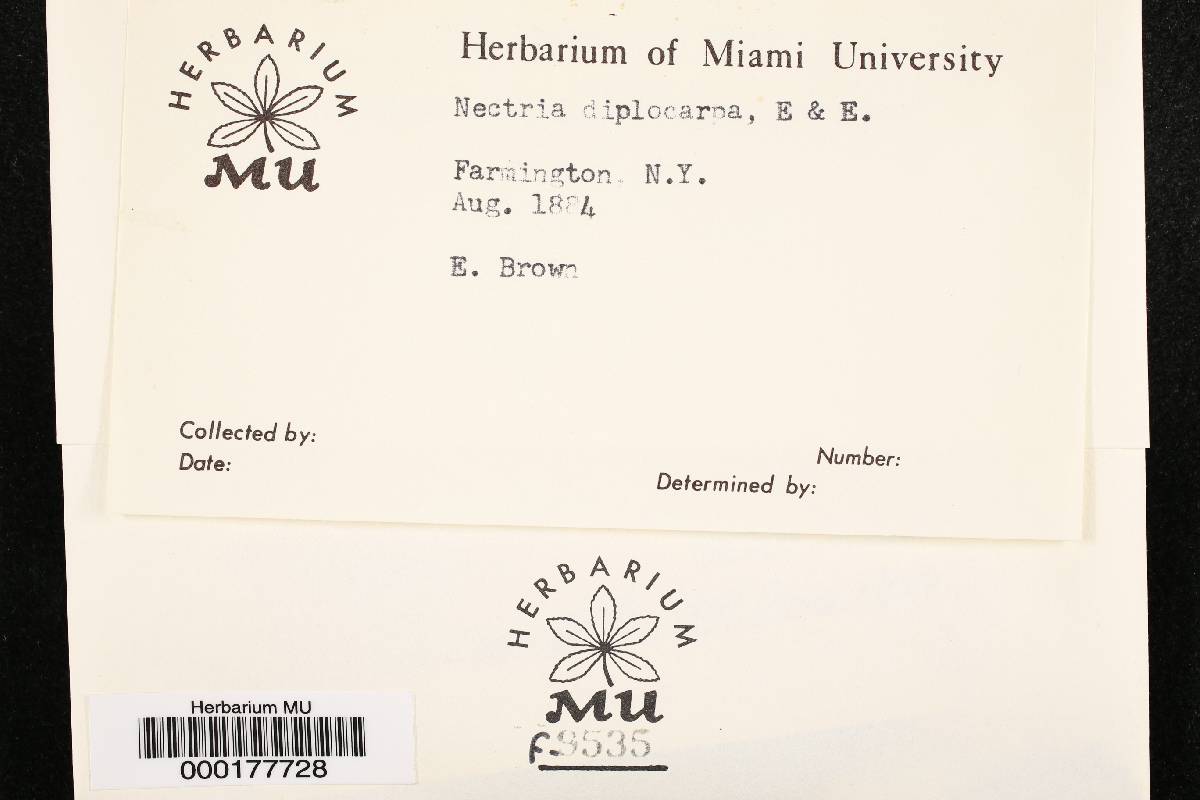 HERBARIUM
MU
Herbarium of Miami University
Nectria diplocarpa, E & E.
Farmington. N.Y.
Aug. 1884
E. Brown
Collected by:
Date:
Number:
Determined by:
HERBARIUM
MU
F-9535
Herbarium MU
000177728